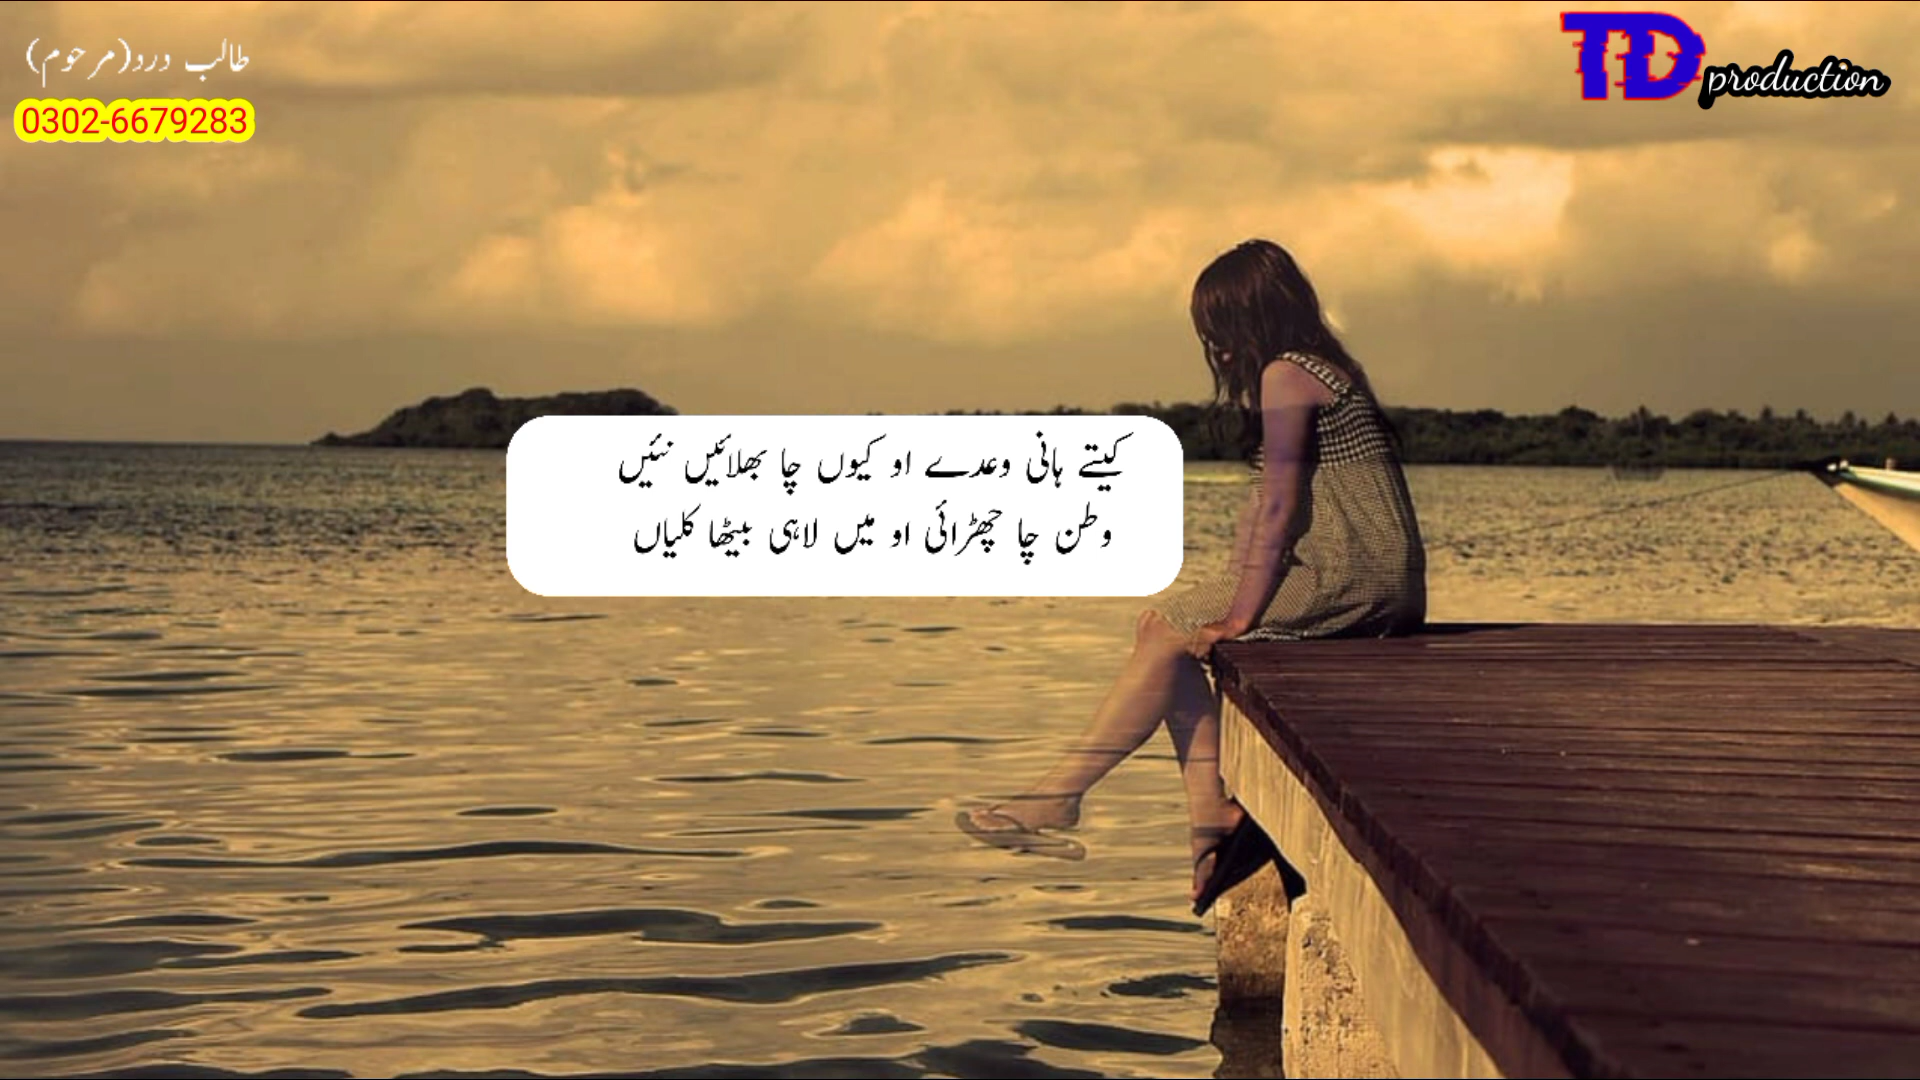 طالب درد(مرحوم)
0302-6679283
TD production
کیتے ہانی وعدے او کیوں چا بھلائیں نئیں
وطن چا چھڑائی او میں لاہی بیٹھا کلیاں